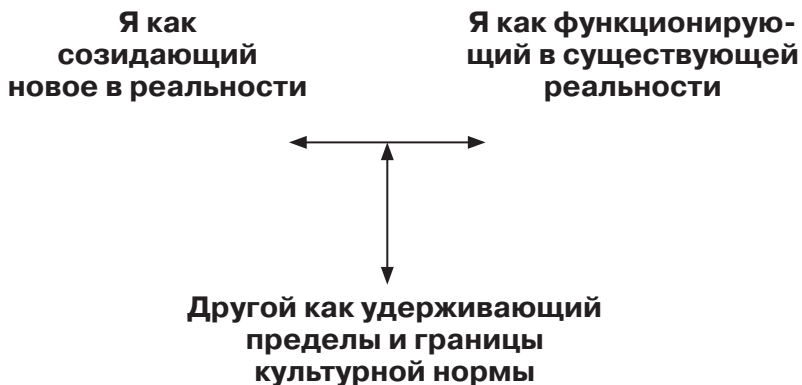 Я как
созидающий
новое в реальности
Я как функционирую-
щий в существующей
реальности
Другой как удерживающий
пределы и границы
культурной нормы